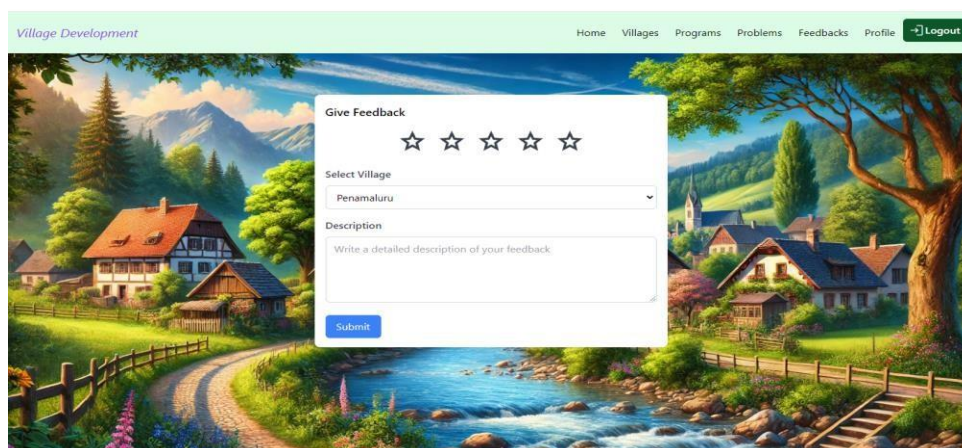 Village Development
Home Villages Programs Problems Feedbacks Profile Logout
Give Feedback
Select Village
Penamaluru
Description
Write a detailed description of your feedback
Submit